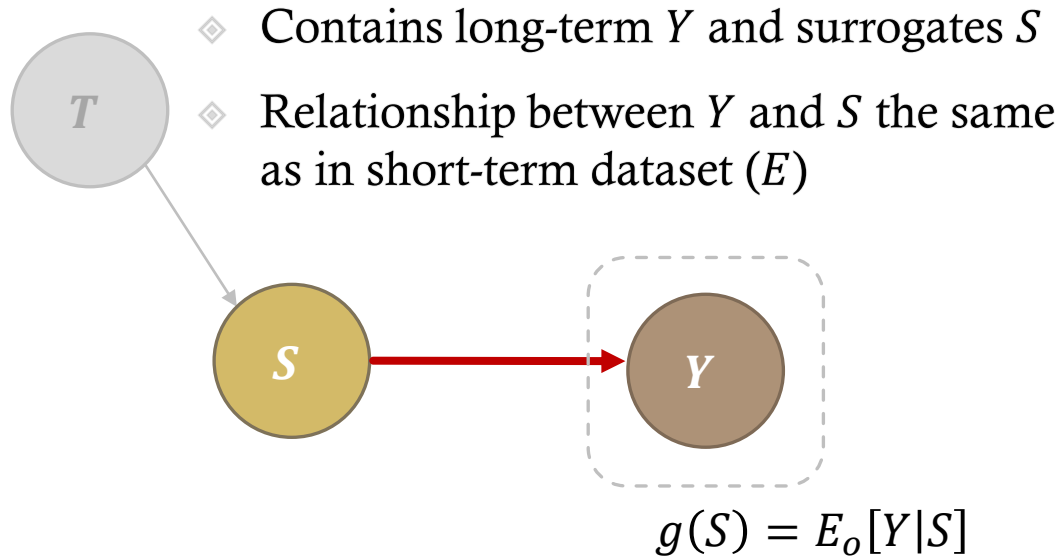 Contains long-term Y and surrogates S
T
Relationship between Y and S the same
as in short-term dataset (E)
S
Y
g(S) = E_o[Y|S]